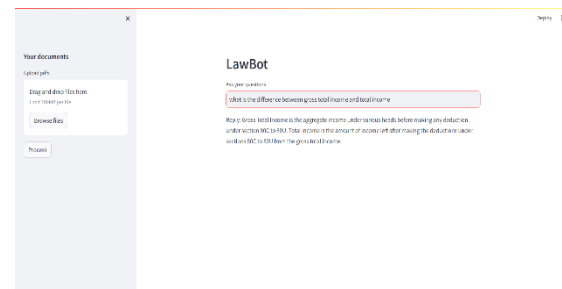 Deploy
Your documents
Upload pdfs
Drag and drop files here
Limit 200MB per file
Browse files
Process
LawBot
Ask your questions
what is the difference between gross total income and total income
Reply: Gross Total Income is the aggregate income under various heads before making any deduction
under section 80C to 80U. Total income is the amount of income left after making the deductions under
sections 80C to 80U from the gross total income